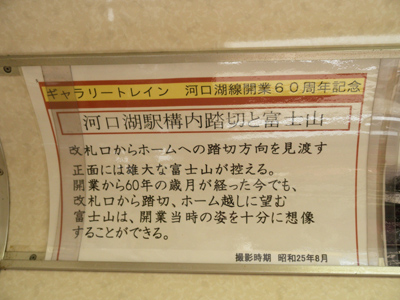 ギャラリートレイン　河口湖線開業６０周年記念
河口湖駅構内踏切と富士山
改札口からホームへの踏切方向を見渡す
正面には雄大な富士山が控える。
開業から60年の歳月が経った今でも、
改札口から踏切、ホーム越しに望む
富士山は、開業当時の姿を十分に想像
することができる。
撮影時期　昭和25年8月